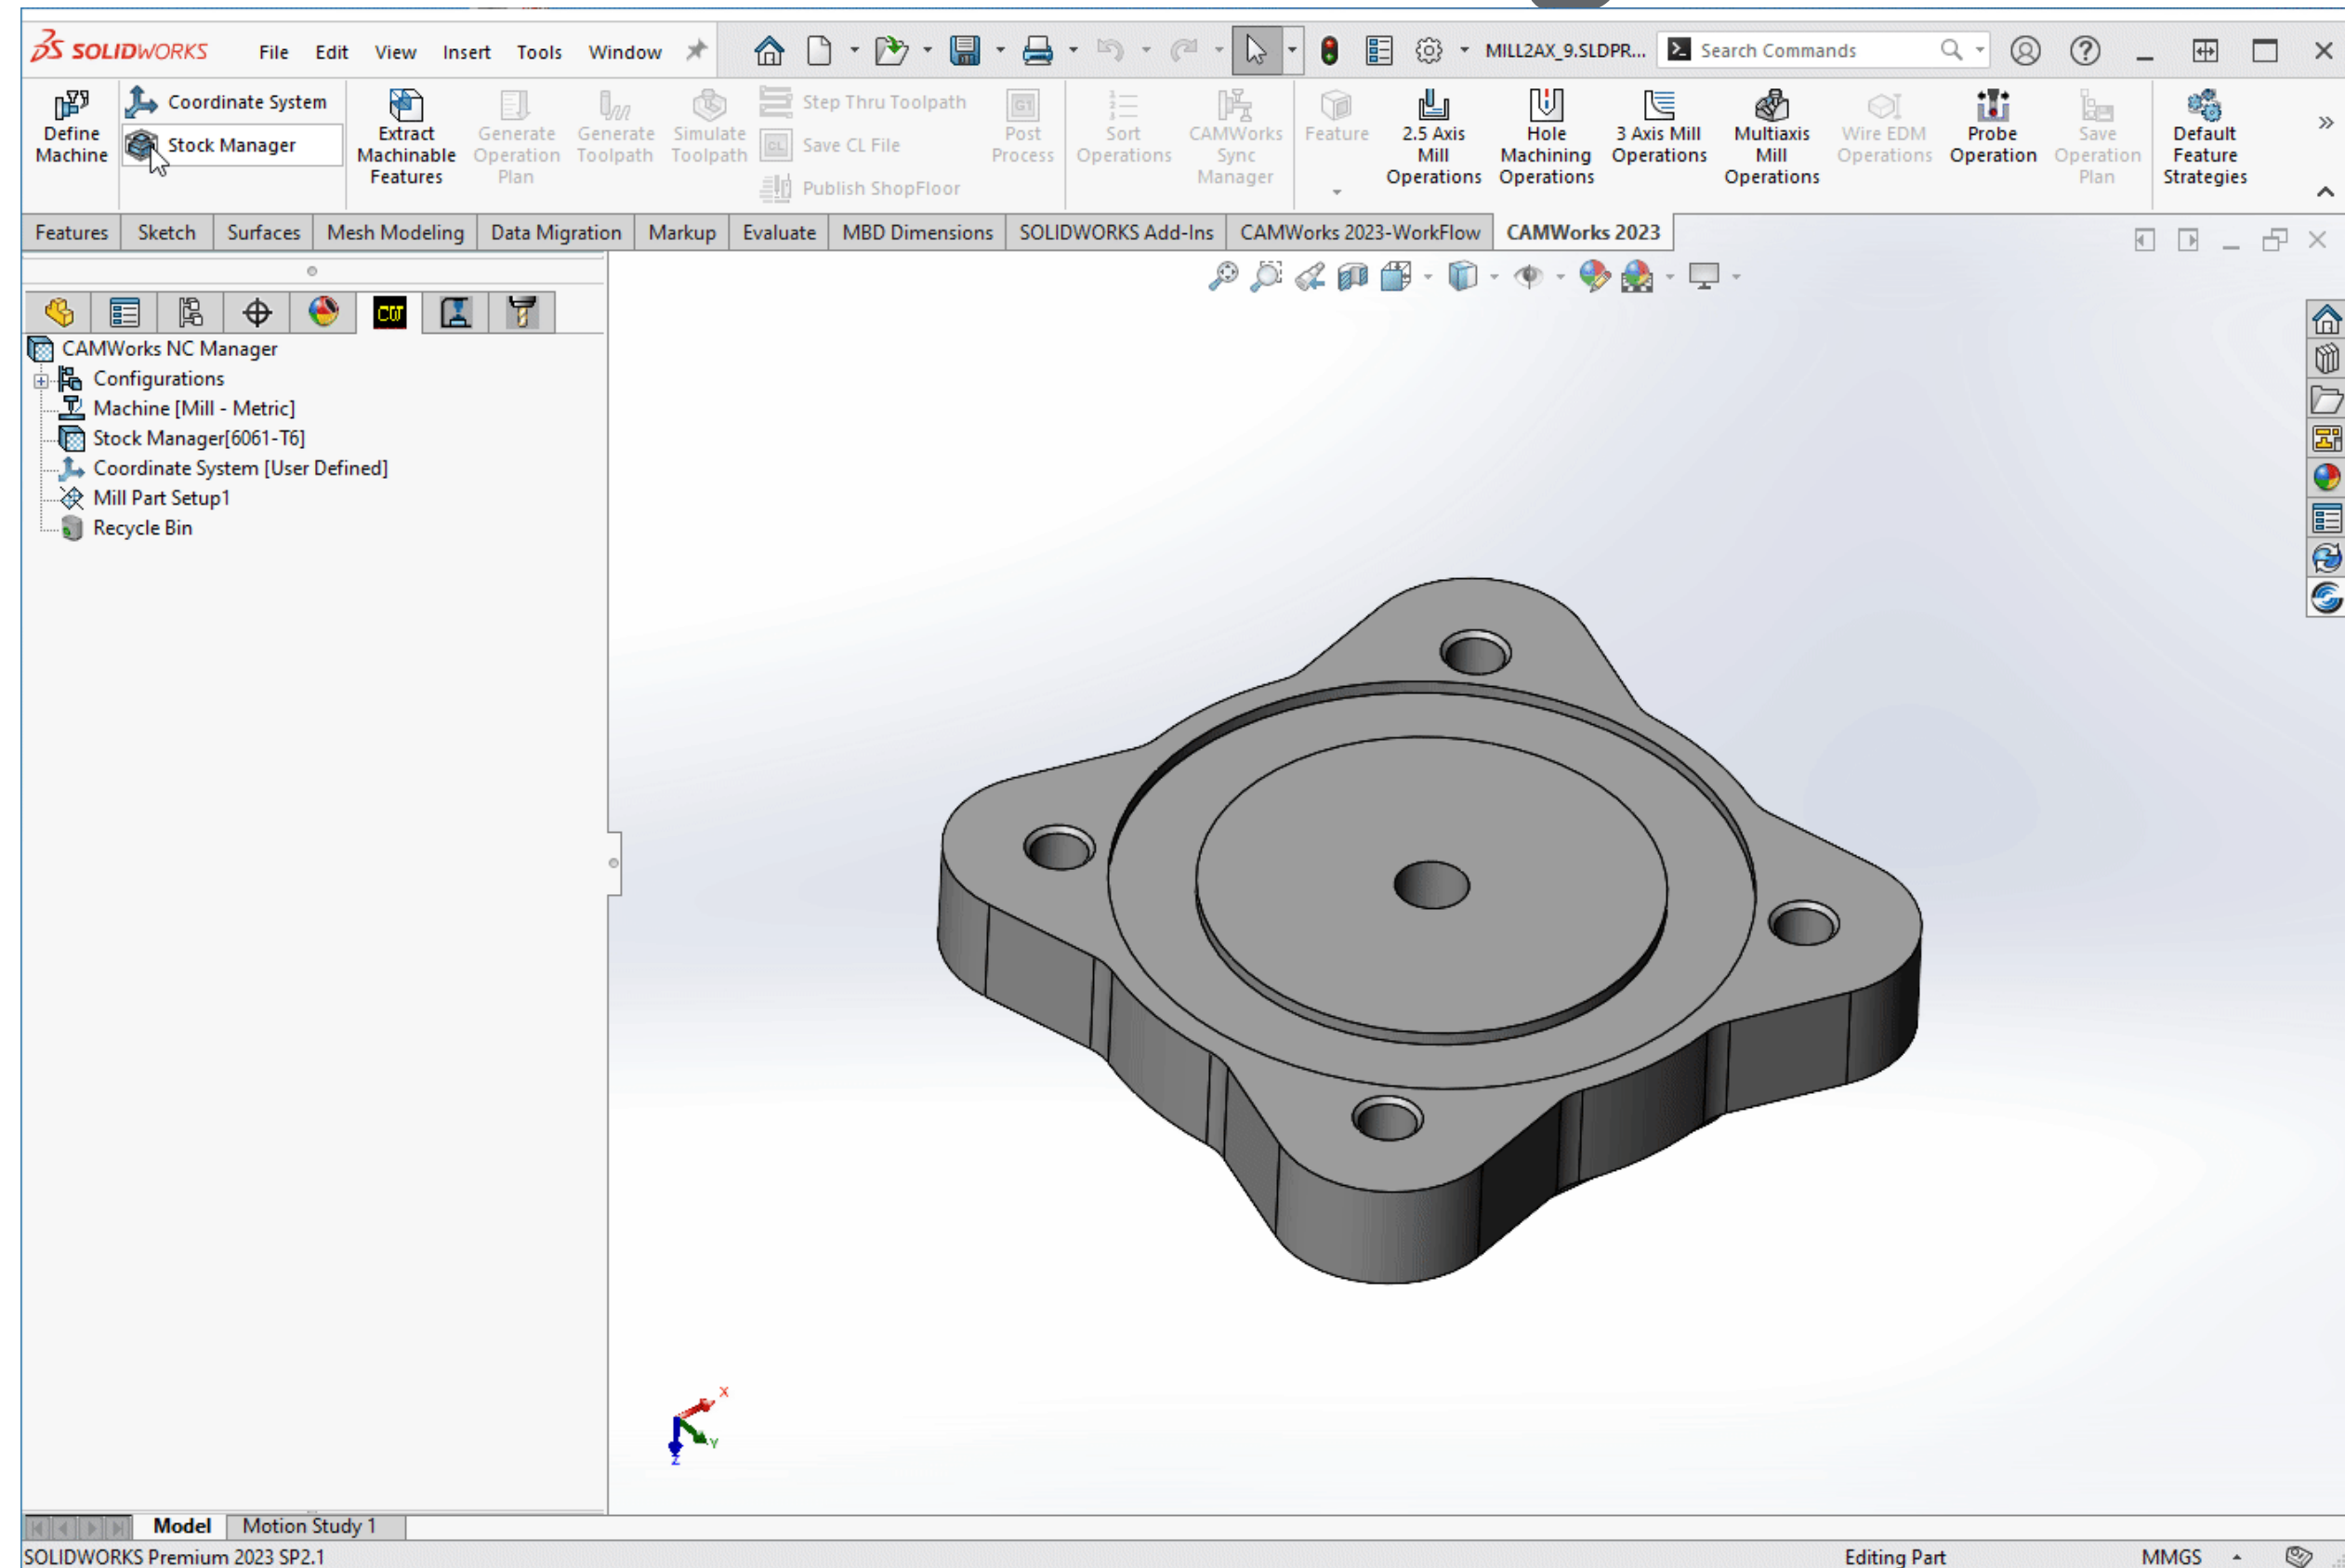 SOLIDWORKS File Edit View Insert Tools Window MILL2AX_9.SLDPR... Search Commands
Define Machine
Coordinate System
Stock Manager
Extract Machinable Features
Generate Operation Plan
Generate Toolpath
Simulate Toolpath
Step Thru Toolpath
CL Save CL File
Publish ShopFloor
G1 Post Process
Sort Operations
CAMWorks Sync Manager
Feature
2.5 Axis Mill Operations
Hole Machining Operations
3 Axis Mill Operations
Multiaxis Mill Operations
Wire EDM Operations
Probe Operation
Save Operation Plan
Default Feature Strategies
Features Sketch Surfaces Mesh Modeling Data Migration Markup Evaluate MBD Dimensions SOLIDWORKS Add-Ins CAMWorks 2023-WorkFlow CAMWorks 2023
CW
CAMWorks NC Manager
Configurations
Machine [Mill - Metric]
Stock Manager[6061-T6]
Coordinate System [User Defined]
Mill Part Setup1
Recycle Bin
X
Y
Z
Model Motion Study 1
SOLIDWORKS Premium 2023 SP2.1 Editing Part MMGS